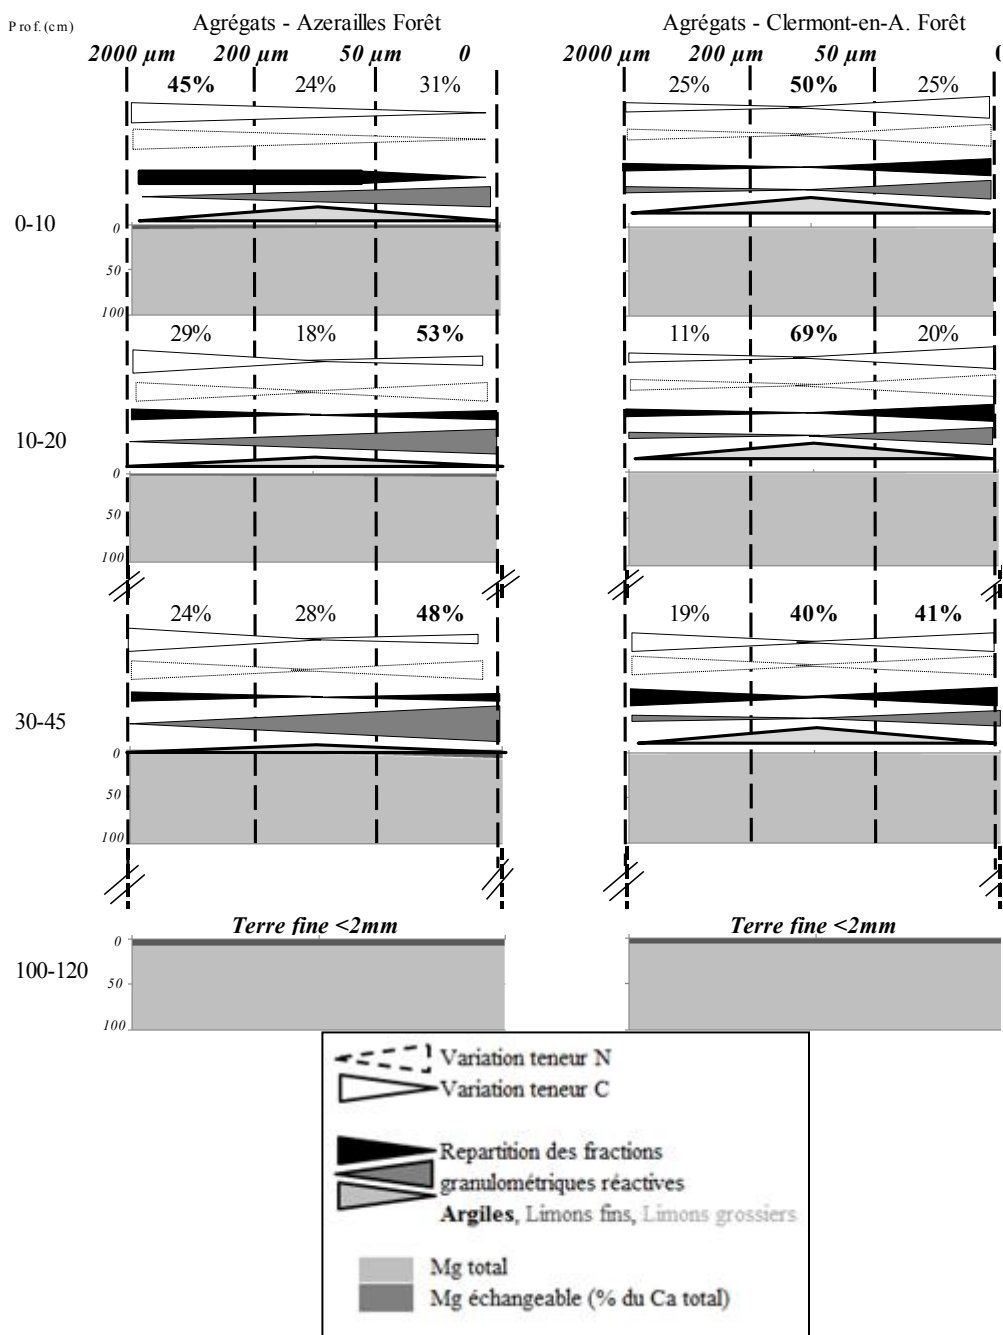 Prof.(cm)
Agrégats - Azerailles Forêt
Agrégats - Clermont-en-A. Forêt
2000 µm 200 µm 50 µm 0
2000 µm 200 µm 50 µm
45% 24% 31%
25% 50% 25%
0-10
0
50
100
29% 18% 53%
11% 69% 20%
10-20
0
50
100
24% 28% 48%
19% 40% 41%
30-45
0
50
100
Terre fine <2mm
Terre fine <2mm
100-120
0
50
100
0
50
100
Variation teneur N
Variation teneur C
Repartition des fractions
granulométriques réactives
Argiles, Limons fins, Limons grossiers
Mg total
Mg échangeable (% du Ca total)